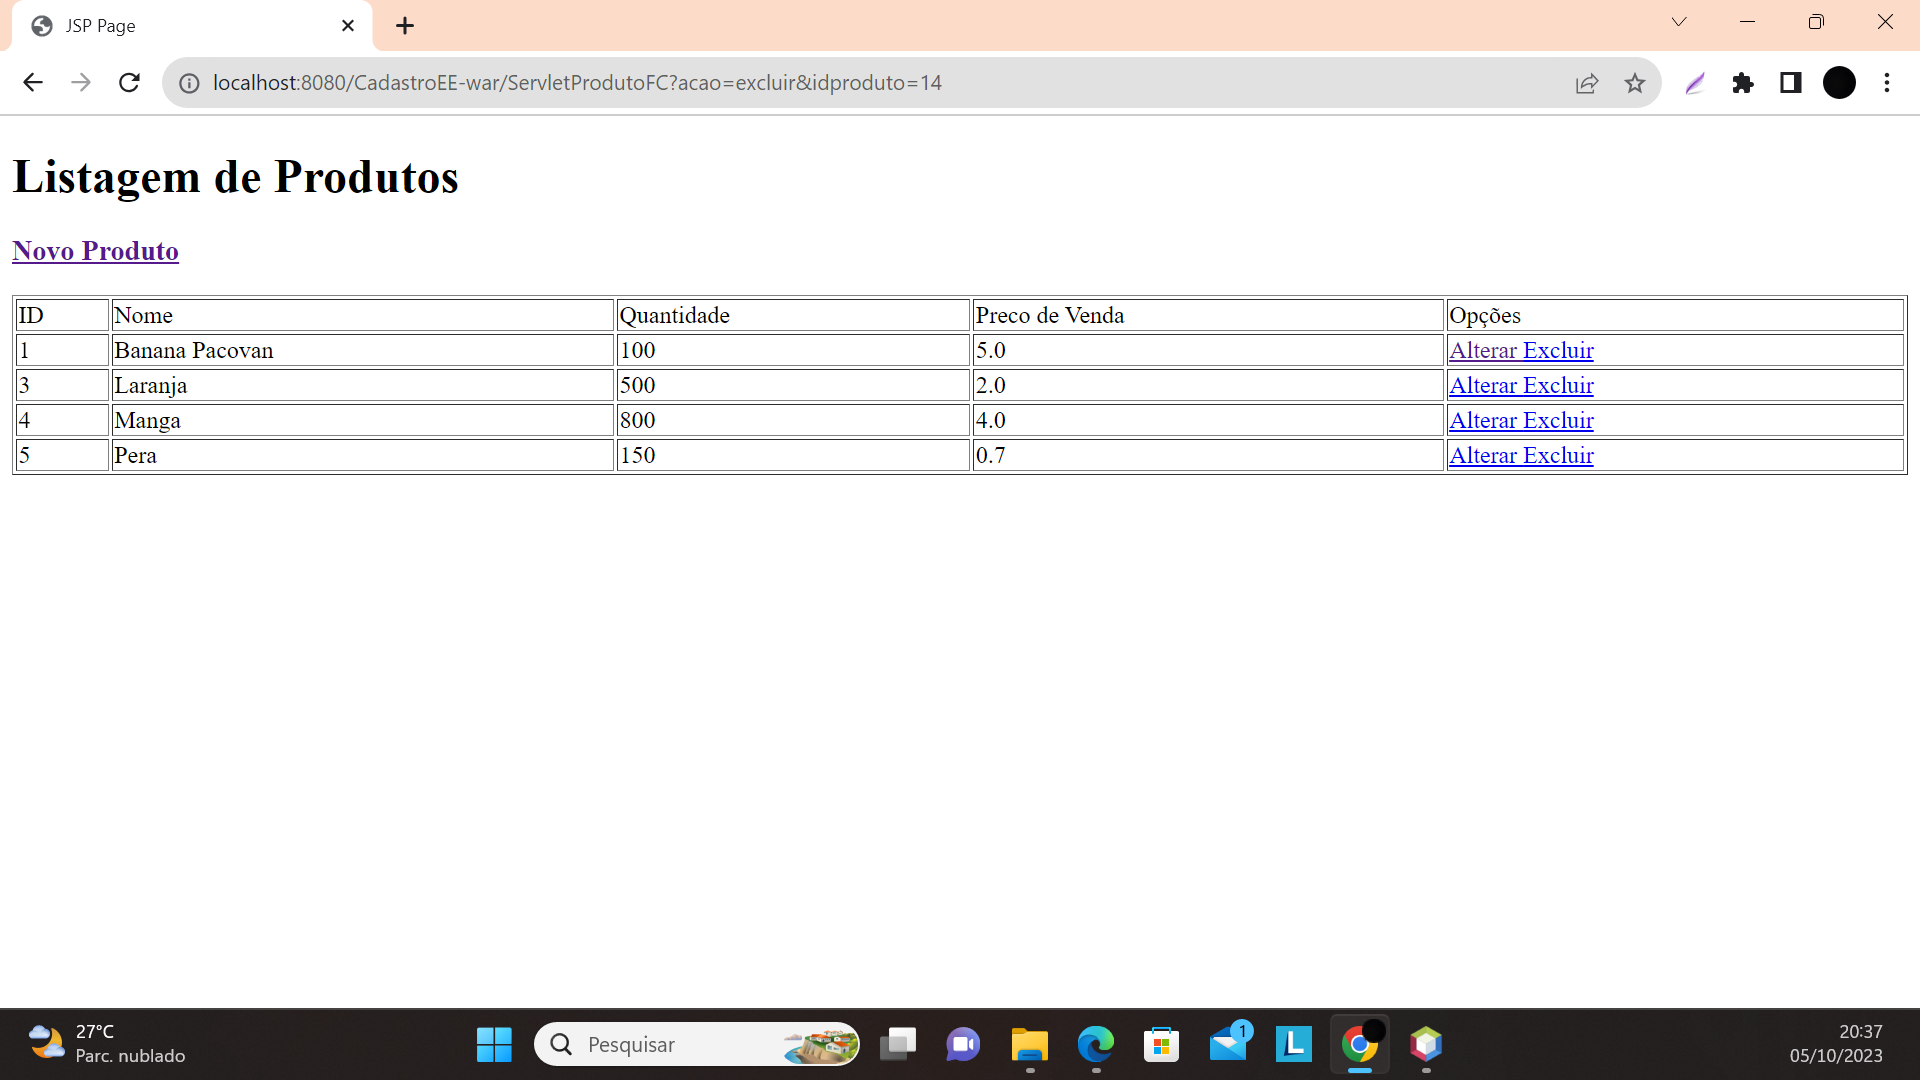 JSP Page
localhost:8080/CadastroEE-war/ServletProdutoFC?acao=excluir&idproduto=14
Listagem de Produtos
Novo Produto
ID Nome Quantidade Preco de Venda Opções
1 Banana Pacovan 100 5.0 Alterar Excluir
3 Laranja 500 2.0 Alterar Excluir
4 Manga 800 4.0 Alterar Excluir
5 Pera 150 0.7 Alterar Excluir
27°C
Parc. nublado
Pesquisar
1
L
20:37
05/10/2023